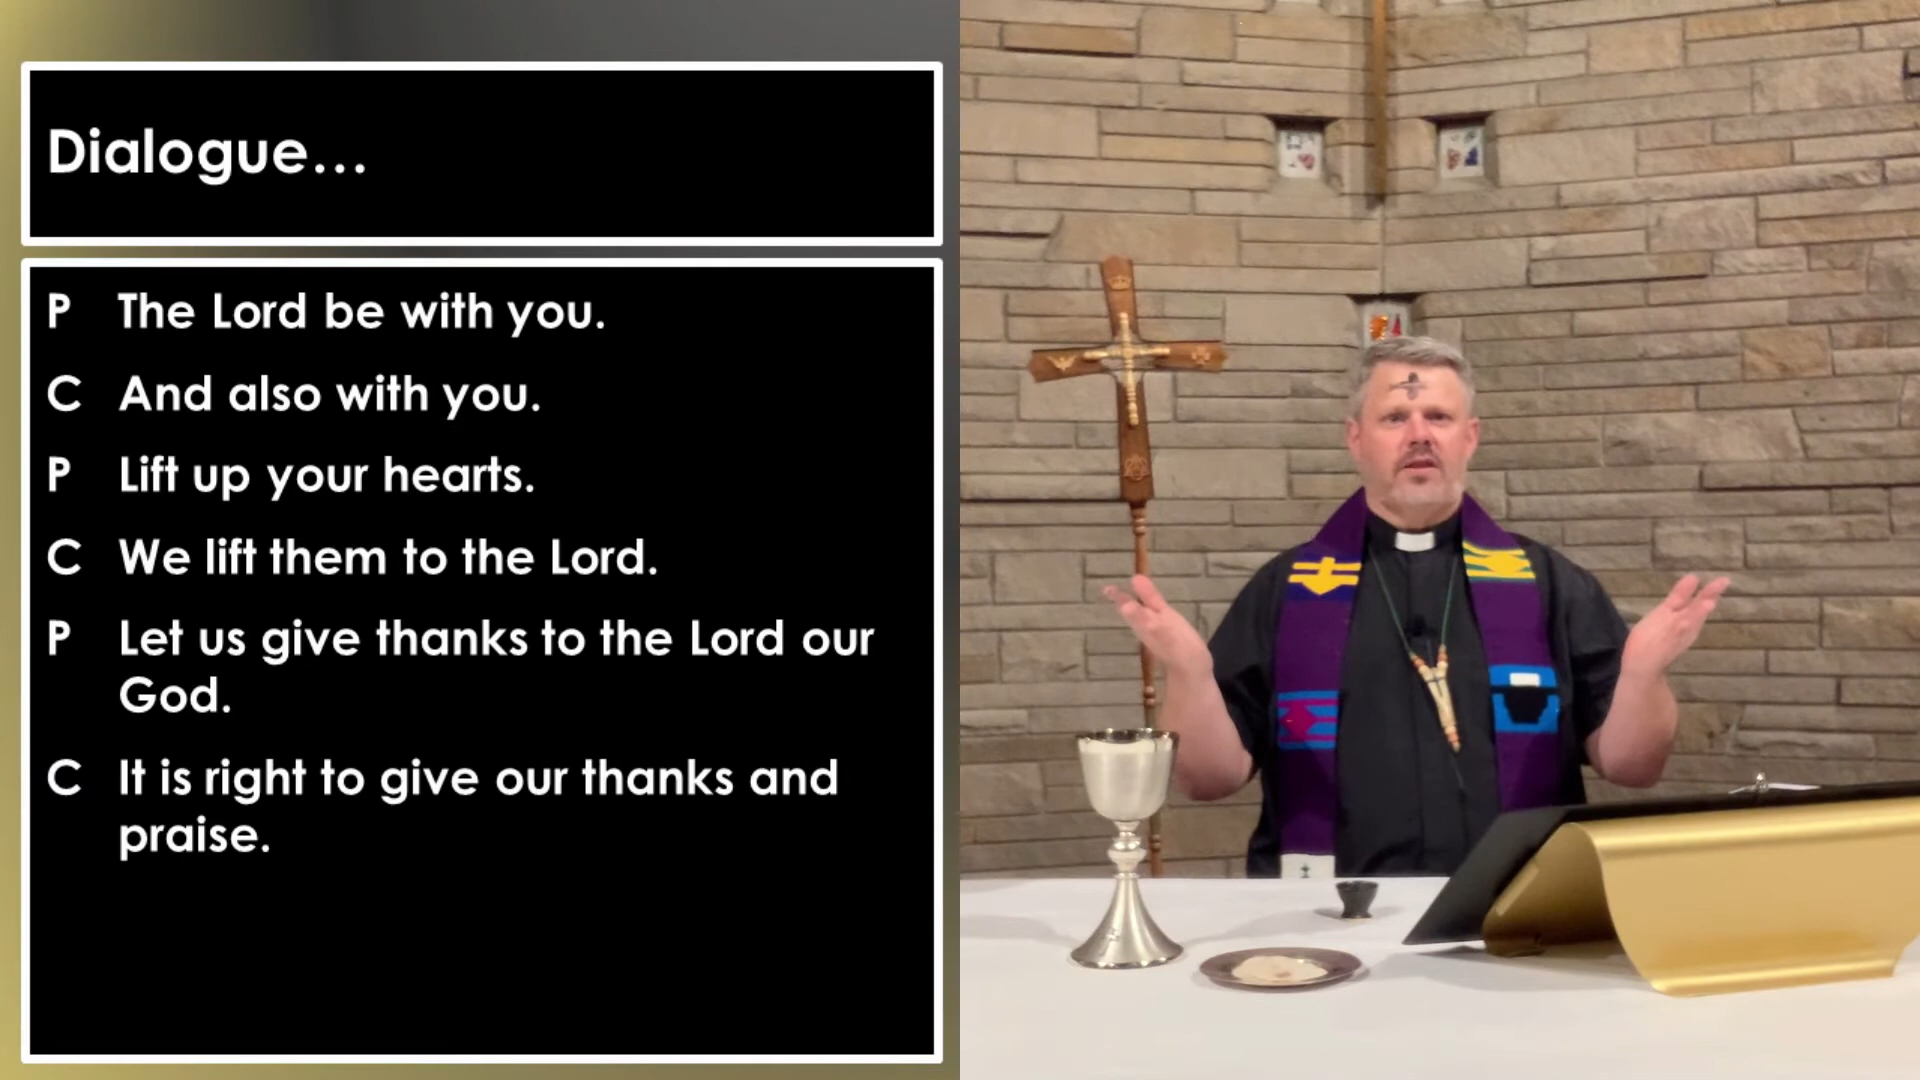 Dialogue…
P The Lord be with you.
C And also with you.
P Lift up your hearts.
C We lift them to the Lord.
P Let us give thanks to the Lord our
God.
C It is right to give our thanks and
praise.